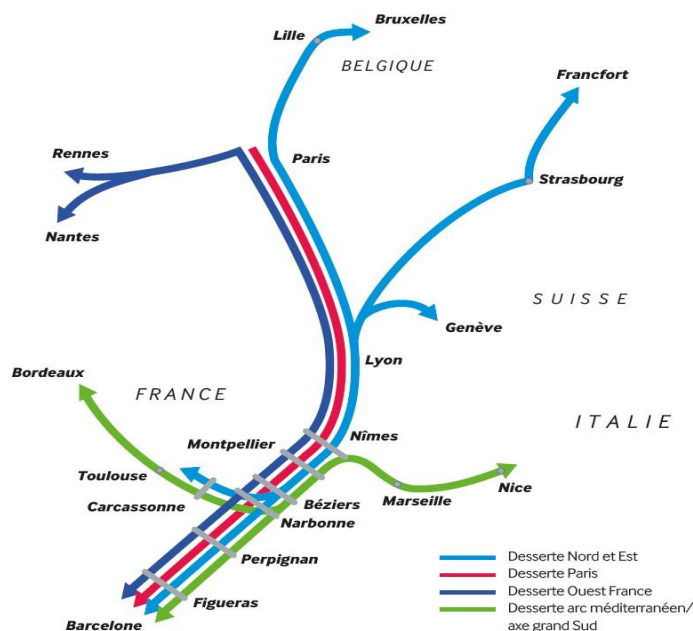 Bruxelles
Lille
BELGIQUE
Francfort
Rennes
Paris
Strasbourg
Nantes
SUISSE
Genève
Lyon
Bordeaux
FRANCE
ITALIE
Montpellier
Nîmes
Toulouse
Carcassonne
Béziers
Marseille
Nice
Narbonne
Perpignan
Figueras
Barcelone
Desserte Nord et Est
Desserte Paris
Desserte Ouest France
Desserte arc méditerranéen/
axe grand Sud